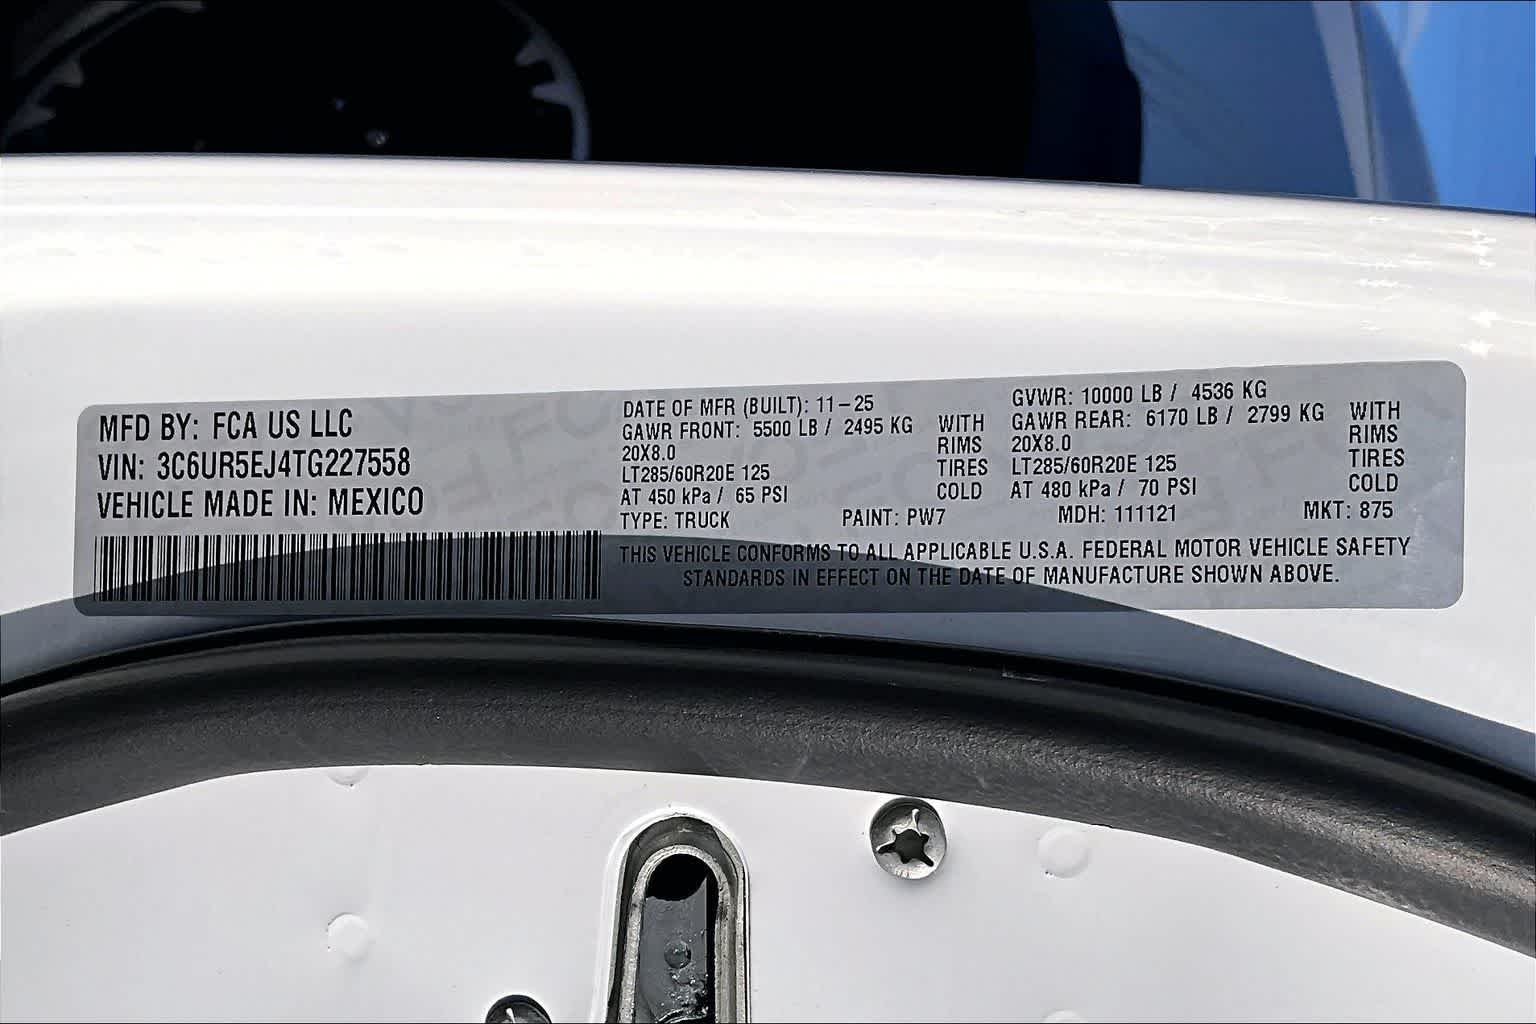 MFD BY: FCA US LLC
VIN: 3C6UR5EJ4TG227558
VEHICLE MADE IN: MEXICO
DATE OF MFR (BUILT): 11-25
GAWR FRONT: 5500 LB / 2495 KG
20X8.0
LT285/60R20E 125
AT 450 kPa / 65 PSI
WITH
RIMS
TIRES
COLD
GVWR: 10000 LB / 4536 KG
GAWR REAR: 6170 LB / 2799 KG
20X8.0
LT285/60R20E 125
AT 480 kPa / 70 PSI
WITH
RIMS
TIRES
COLD
TYPE: TRUCK PAINT: PW7 MDH: 111121 MKT: 875
THIS VEHICLE CONFORMS TO ALL APPLICABLE U.S.A. FEDERAL MOTOR VEHICLE SAFETY
STANDARDS IN EFFECT ON THE DATE OF MANUFACTURE SHOWN ABOVE.